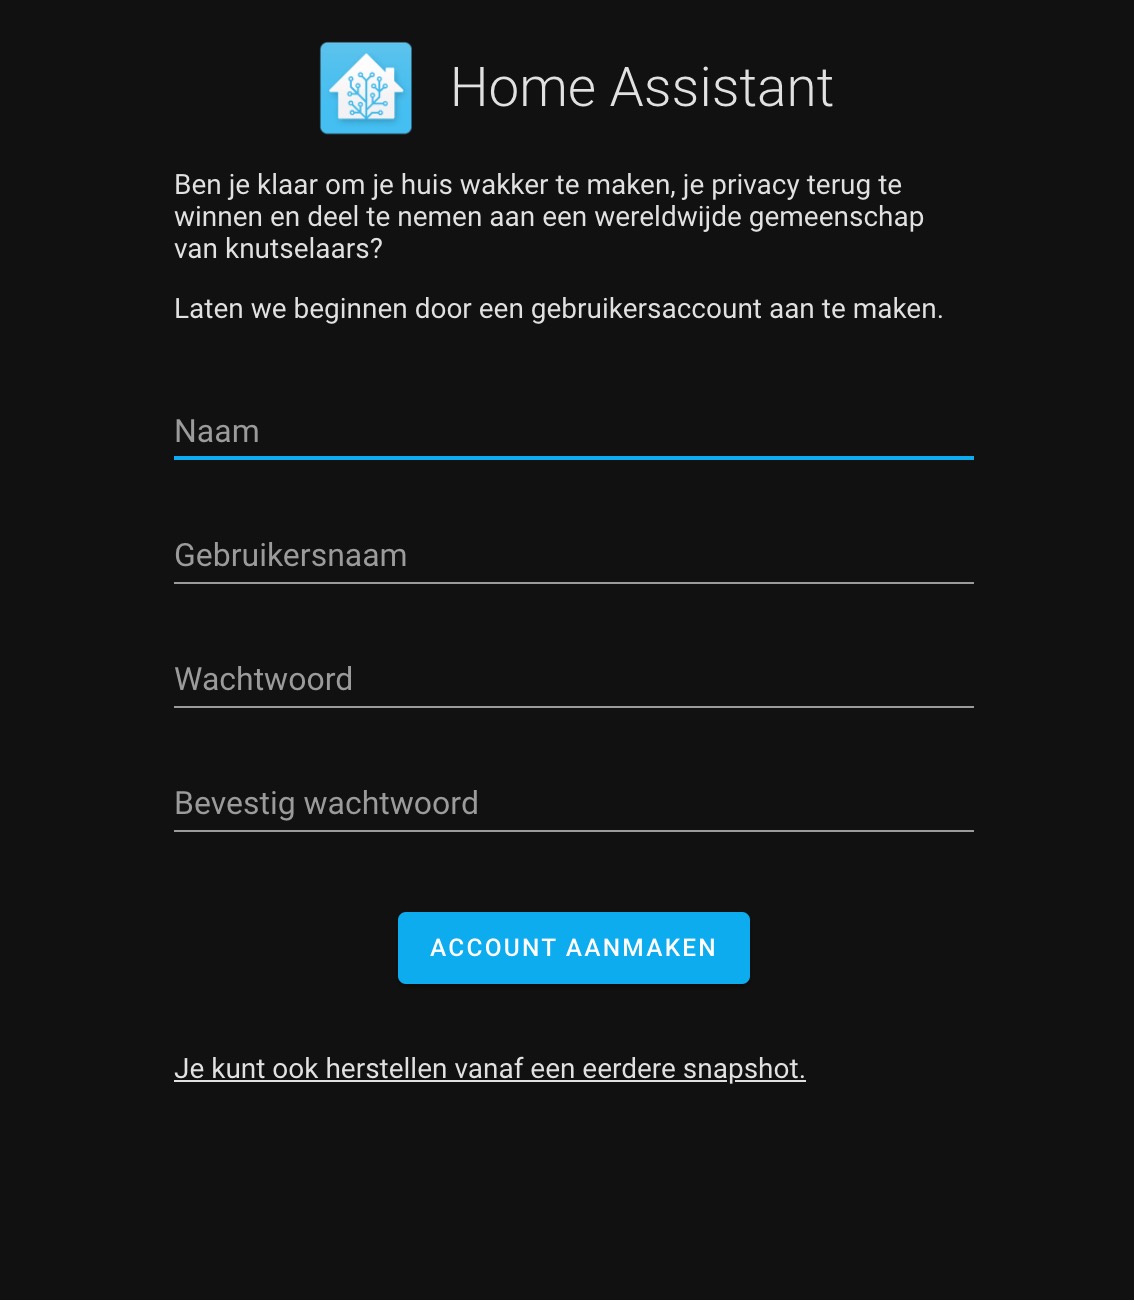 Home Assistant
Ben je klaar om je huis wakker te maken, je privacy terug te
winnen en deel te nemen aan een wereldwijde gemeenschap
van knutselaars?
Laten we beginnen door een gebruikersaccount aan te maken.
Naam
Gebruikersnaam
Wachtwoord
Bevestig wachtwoord
ACCOUNT AANMAKEN
Je kunt ook herstellen vanaf een eerdere snapshot.